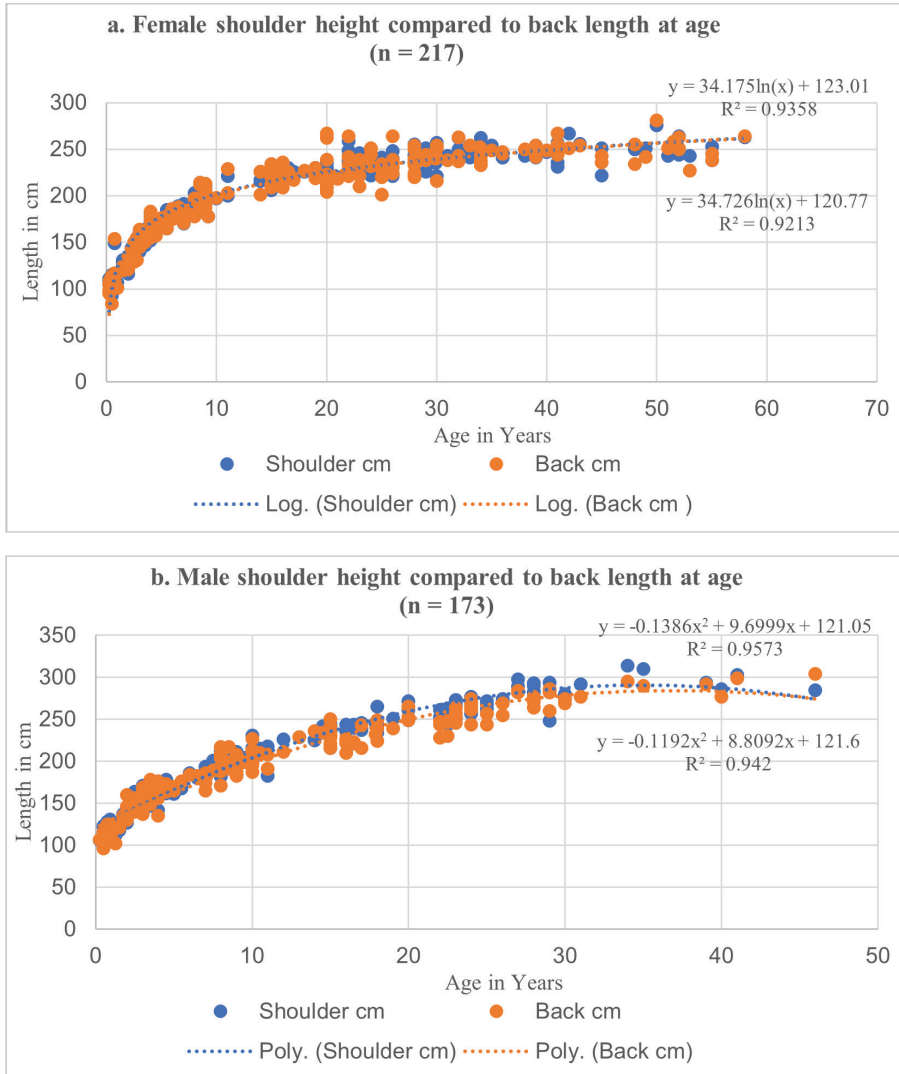 a. Female shoulder height compared to back length at age
(n = 217)
y = 34.175ln(x) + 123.01
R² = 0.9358
y = 34.726ln(x) + 120.77
R² = 0.9213
Length in cm
300
250
200
150
100
50
0
0 10 20 30 40 50 60 70
Age in Years
Shoulder cm Back cm
Log. (Shoulder cm) Log. (Back cm )
b. Male shoulder height compared to back length at age
(n = 173)
y = -0.1386x² + 9.6999x + 121.05
R² = 0.9573
y = -0.1192x² + 8.8092x + 121.6
R² = 0.942
Length in cm
350
300
250
200
150
100
50
0
0 10 20 30 40 50
Age in Years
Shoulder cm Back cm
Poly. (Shoulder cm) Poly. (Back cm)